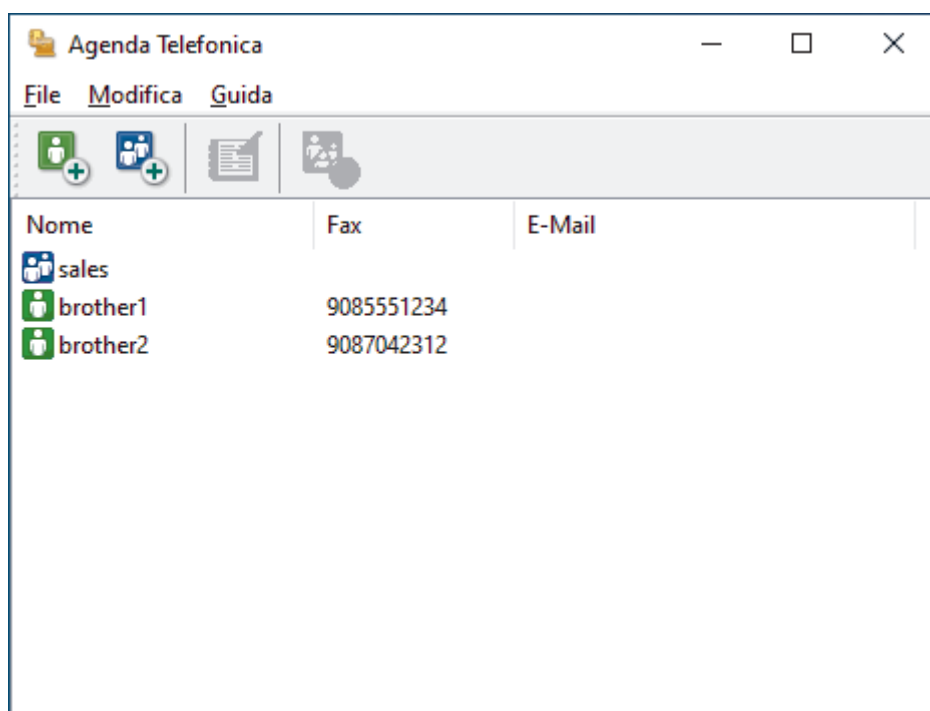 Agenda Telefonica
File Modifica Guida
Nome Fax E-Mail
sales
brother1 9085551234
brother2 9087042312